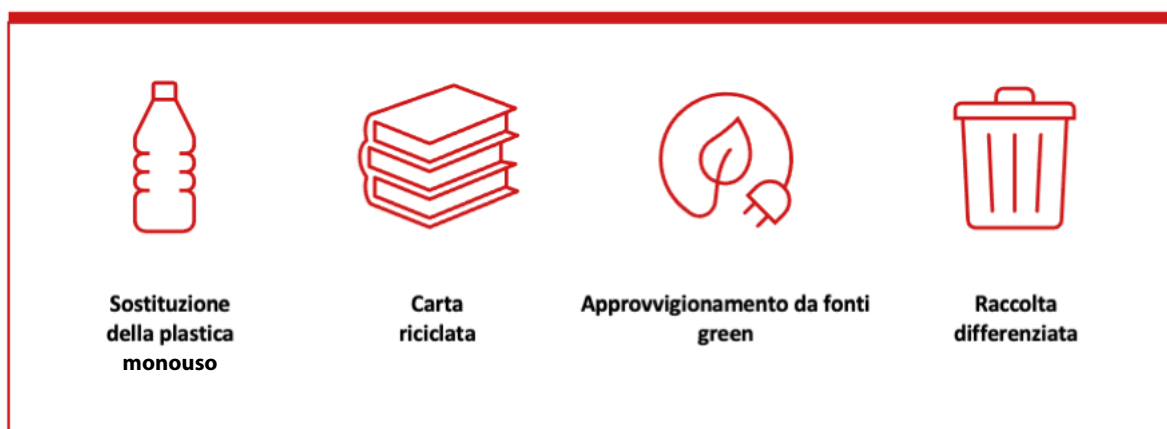 Sostituzione
della plastica
monouso
Carta
riciclata
Approvvigionamento da fonti
green
Raccolta
differenziata